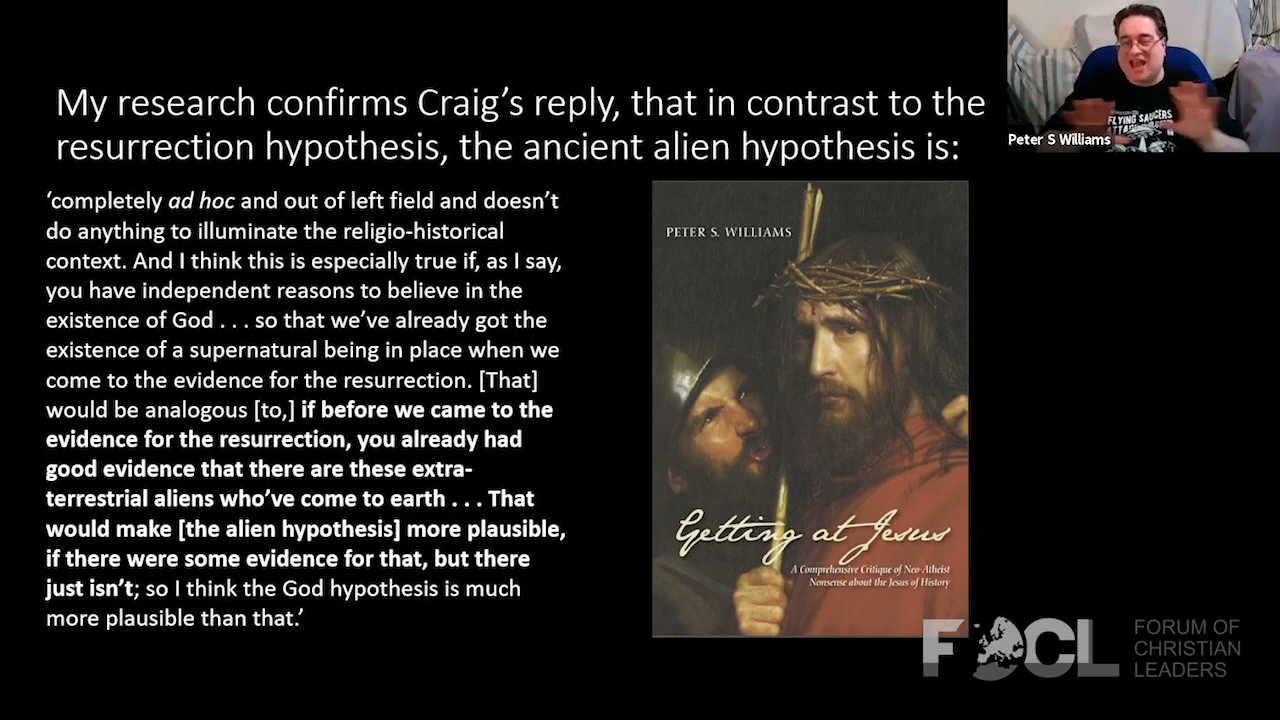 My research confirms Craig’s reply, that in contrast to the
resurrection hypothesis, the ancient alien hypothesis is:
‘completely ad hoc and out of left field and doesn’t
do anything to illuminate the religio-historical
context. And I think this is especially true if, as I say,
you have independent reasons to believe in the
existence of God . . . so that we’ve already got the
existence of a supernatural being in place when we
come to the evidence for the resurrection. [That]
would be analogous [to,] if before we came to the
evidence for the resurrection, you already had
good evidence that there are these extra-
terrestrial aliens who’ve come to earth . . . That
would make [the alien hypothesis] more plausible,
if there were some evidence for that, but there
just isn’t; so I think the God hypothesis is much
more plausible than that.’
PETER S. WILLIAMS
Getting at Jesus
A Comprehensive Critique of Neo-Atheist
Nonsense about the Jesus of History
FLYING SAUCERS
Peter S Williams
FOCL
FORUM OF
CHRISTIAN
LEADERS